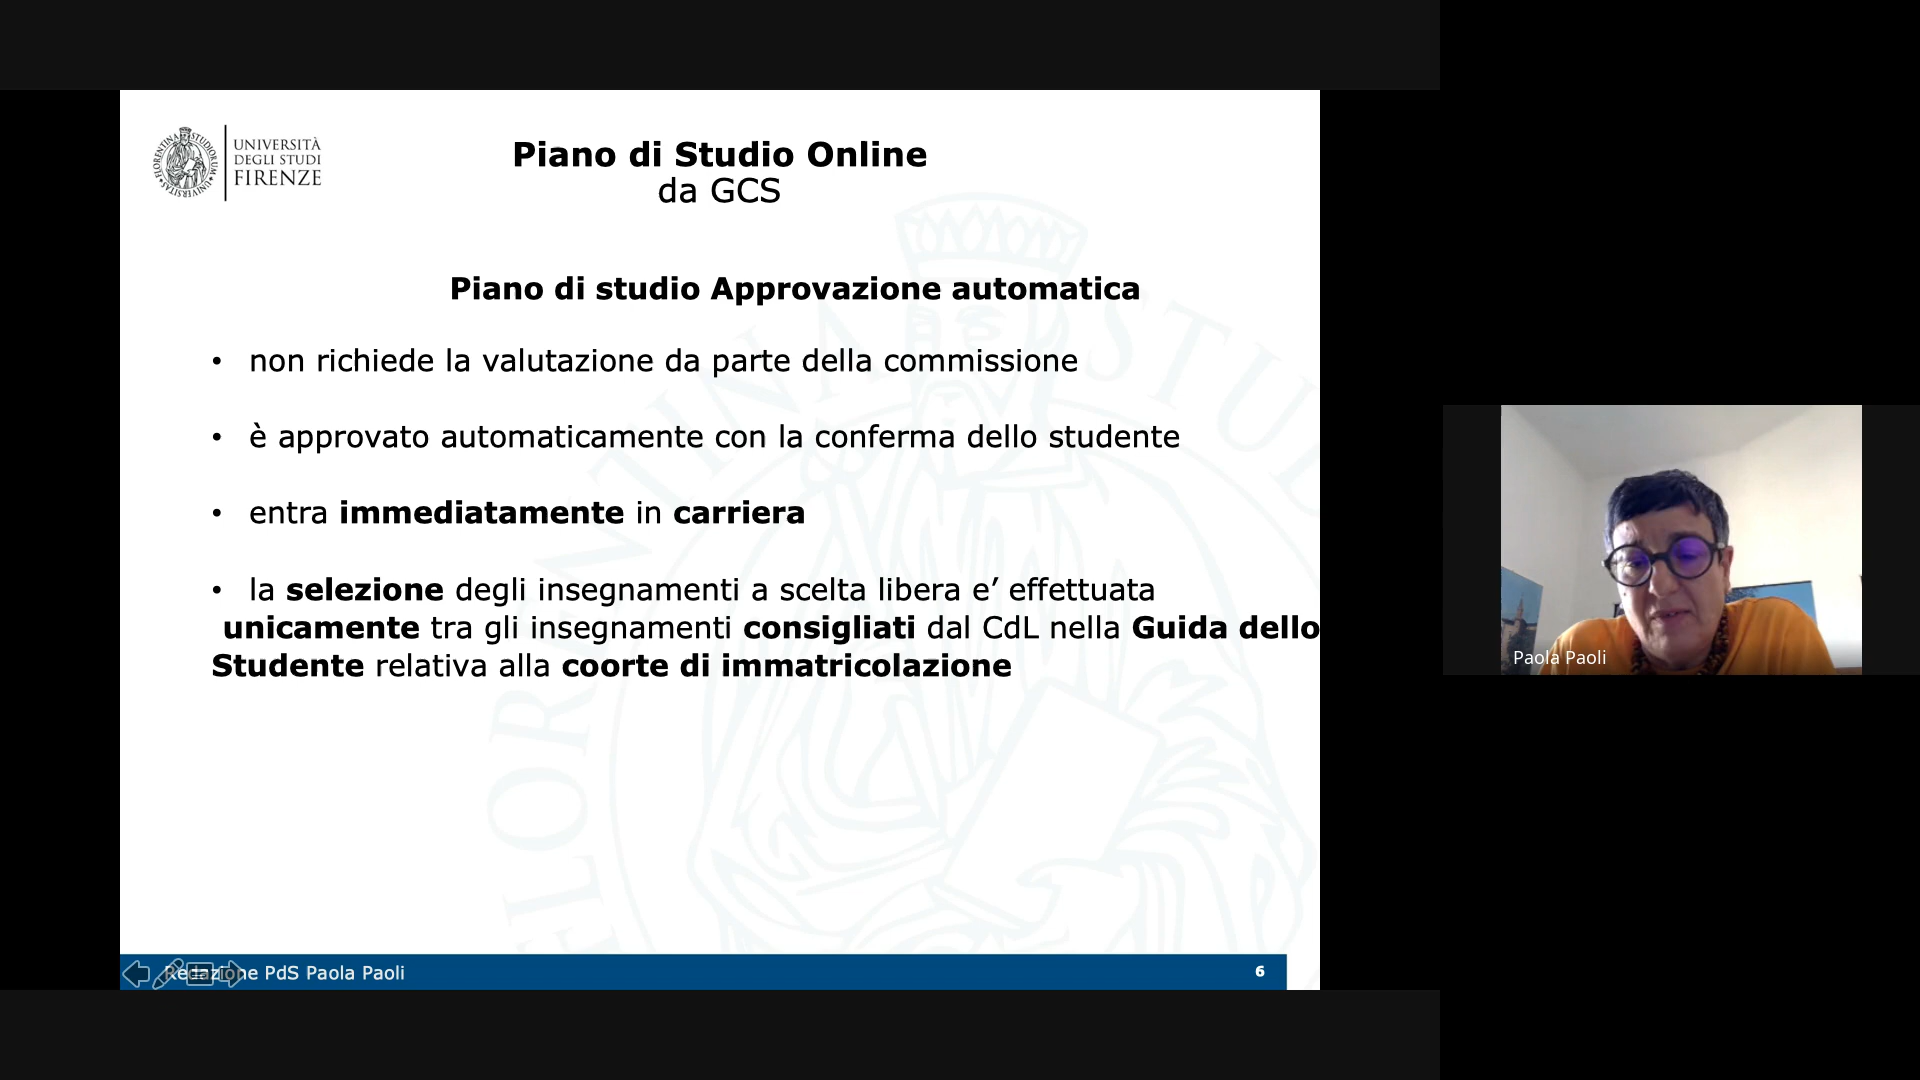 UNIVERSITÀ
DEGLI STUDI
FIRENZE
Piano di Studio Online
da GCS
Piano di studio Approvazione automatica
• non richiede la valutazione da parte della commissione
• è approvato automaticamente con la conferma dello studente
• entra immediatamente in carriera
• la selezione degli insegnamenti a scelta libera e’ effettuata
unicamente tra gli insegnamenti consigliati dal CdL nella Guida dello
Studente relativa alla coorte di immatricolazione
Redazione PdS Paola Paoli
6
Paola Paoli